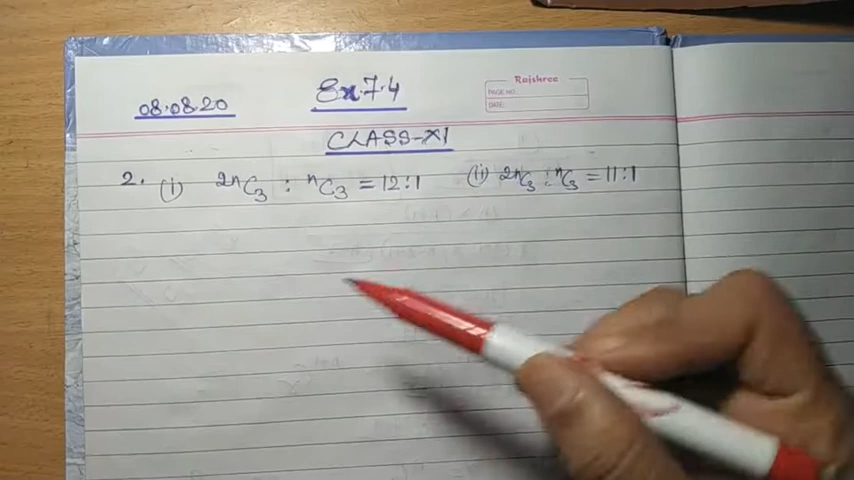 Rajshree
PAGE NO.
DATE:
08.08.20 Ex.7.4
CLASS-XI
2. (i) ²ⁿC₃ : ⁿC₃ = 12:1 (ii) ²ⁿC₃ : ⁿC₃ = 11:1